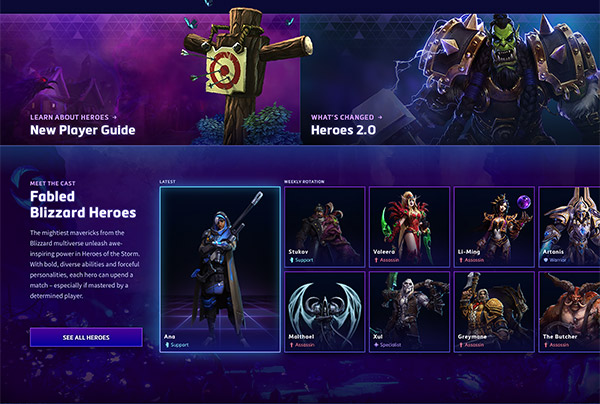 LEARN ABOUT HEROES →
New Player Guide
WHAT'S CHANGED →
Heroes 2.0
MEET THE CAST
Fabled
Blizzard Heroes
The mightiest mavericks from the
Blizzard multiverse unleash awe-
inspiring power in Heroes of the Storm.
With bold, diverse abilities and forceful
personalities, each hero can upend a
match – especially if mastered by a
determined player.
SEE ALL HEROES
LATEST
Ana
Support
WEEKLY ROTATION
Stukov
Support
Valeera
Assassin
Li-Ming
Assassin
Artanis
Warrior
Malthael
Assassin
Xul
Specialist
Greymane
Assassin
The Butcher
Assassin